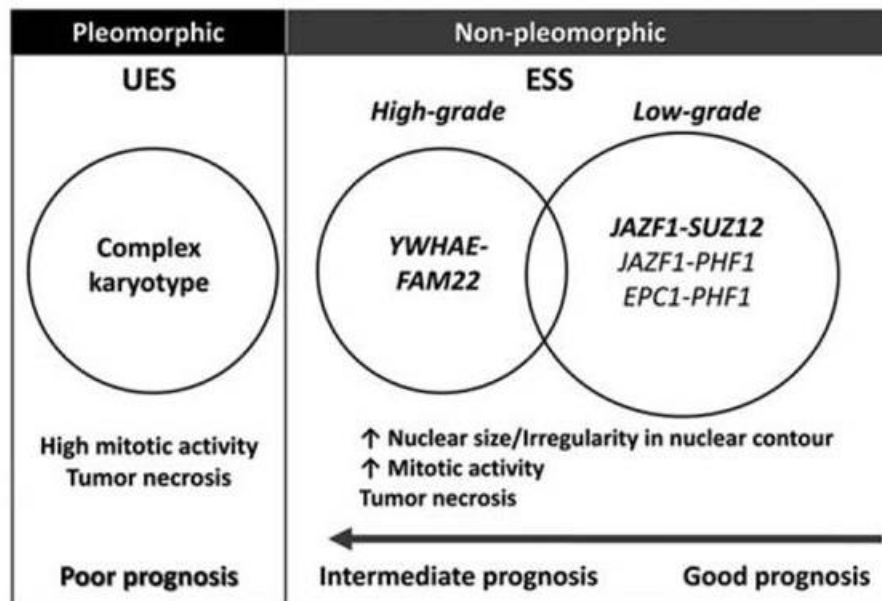 Pleomorphic
UES
Complex
karyotype
High mitotic activity
Tumor necrosis
Poor prognosis
Non-pleomorphic
ESS
High-grade
Low-grade
YWHAE-
FAM22
JAZF1-SUZ12
JAZF1-PHF1
EPC1-PHF1
↑ Nuclear size/Irregularity in nuclear contour
↑ Mitotic activity
Tumor necrosis
Intermediate prognosis
Good prognosis